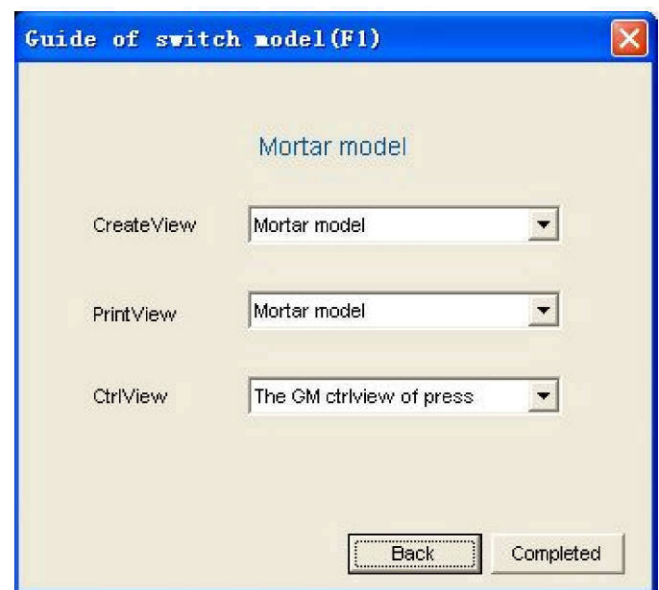 Guide of switch model(F1)
Mortar model
CreateView Mortar model
PrintView Mortar model
CtrlView The GM ctrlview of press
Back Completed